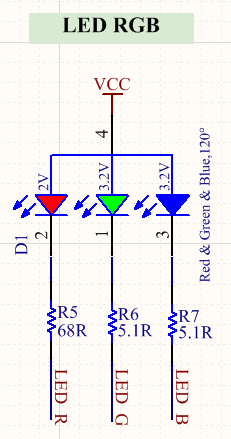 LED RGB
VCC
4
2V
3.2V
3.2V
Red & Green & Blue,120°
D1
2
1
3
R5
68R
R6
5.1R
R7
5.1R
LED R
LED G
LED B